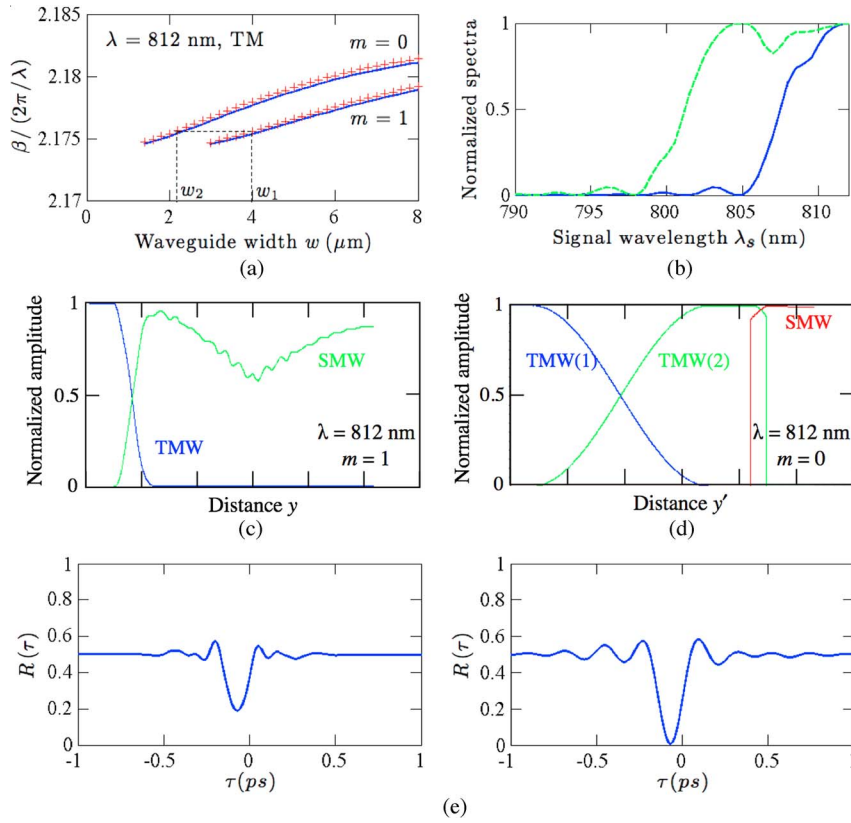 2.185
λ = 812 nm, TM
m = 0
2.18
m = 1
2.175
2.17
w₂
w₁
0 2 4 6 8
β/(2π/λ)
Waveguide width w (μm)
(a)
1
0.5
0
790 795 800 805 810
Normalized spectra
Signal wavelength λₛ (nm)
(b)
1
0.5
0
Normalized amplitude
SMW
TMW
λ = 812 nm
m = 1
Distance y
(c)
1
0.5
0
Normalized amplitude
SMW
TMW(1)
TMW(2)
λ = 812 nm
m = 0
Distance y′
(d)
1
0.8
0.6
0.4
0.2
0
-1 -0.5 0 0.5 1
R(τ)
τ(ps)
1
0.8
0.6
0.4
0.2
0
-1 -0.5 0 0.5 1
R(τ)
τ(ps)
(e)